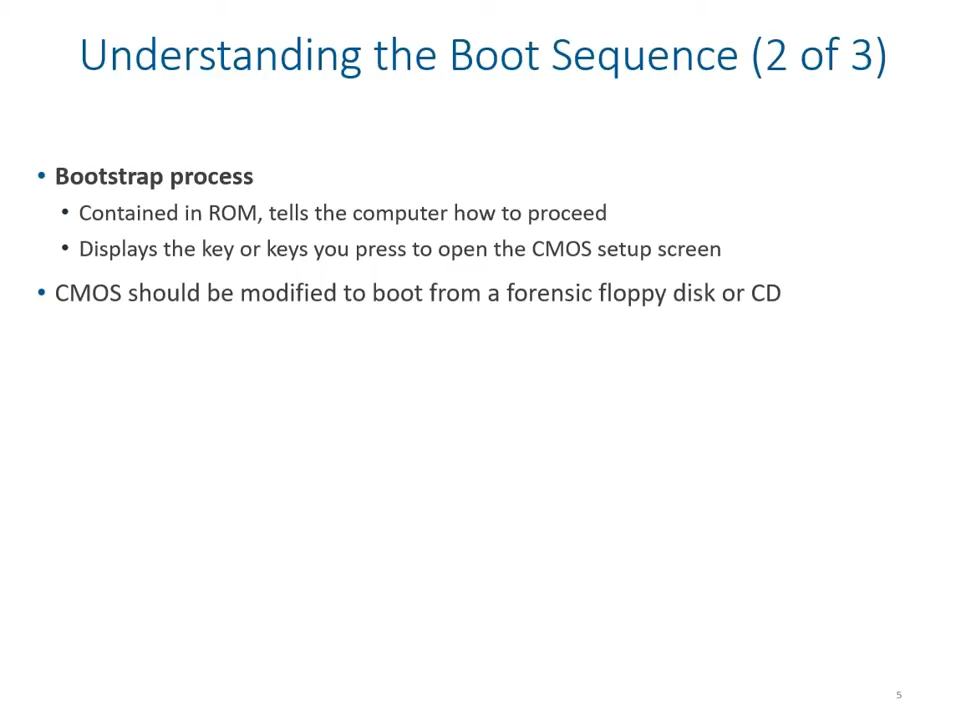 Understanding the Boot Sequence (2 of 3)
• Bootstrap process
• Contained in ROM, tells the computer how to proceed
• Displays the key or keys you press to open the CMOS setup screen
• CMOS should be modified to boot from a forensic floppy disk or CD
5